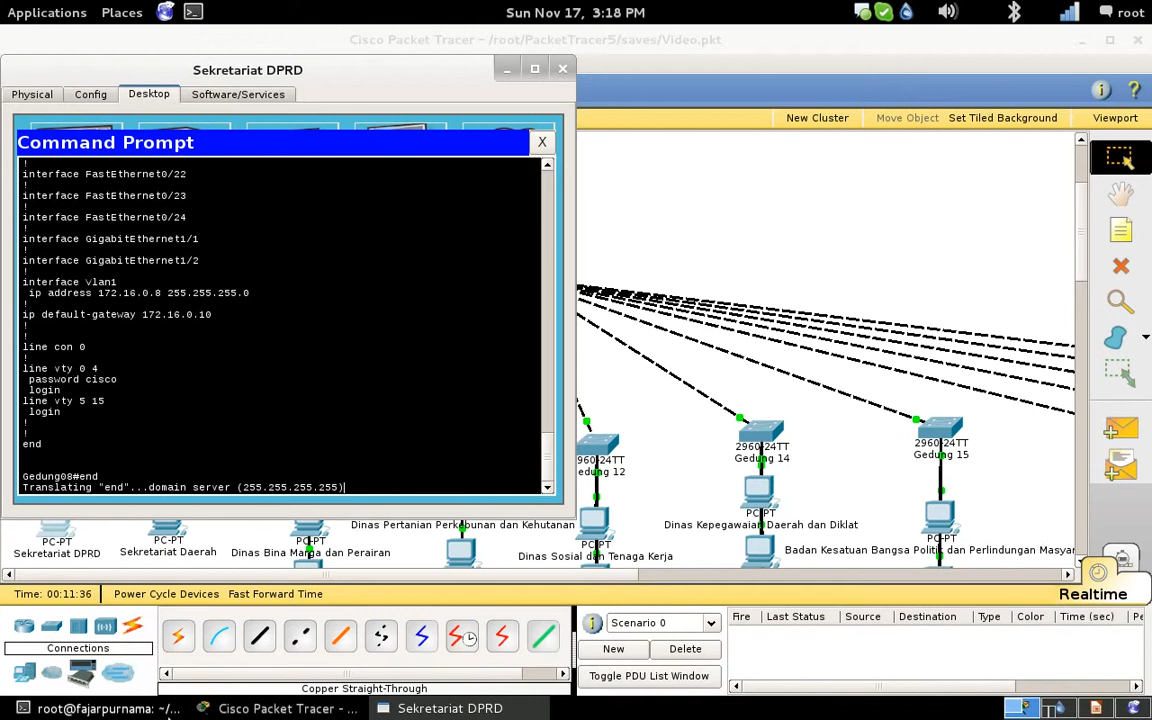 Applications Places
Sun Nov 17, 3:18 PM
root
Cisco Packet Tracer – /root/PacketTracer5/saves/Video.pkt
Sekretariat DPRD
Physical Config Desktop Software/Services
New Cluster Move Object Set Tiled Background Viewport
Command Prompt X
!
interface FastEthernet0/22
!
interface FastEthernet0/23
!
interface FastEthernet0/24
!
interface GigabitEthernet1/1
!
interface GigabitEthernet1/2
!
interface vlan1
ip address 172.16.0.8 255.255.255.0
!
ip default-gateway 172.16.0.10
!
!
line con 0
!
line vty 0 4
password cisco
login
line vty 5 15
login
!
!
end
Gedung08#end
Translating "end"...domain server (255.255.255.255)
960-24TT
edung 12
2960-24TT
Gedung 14
2960-24TT
Gedung 15
Dinas Pertanian Perkebunan dan Kehutanan
Dinas Kepegawaian Daerah dan Diklat
PC-PT
Sekretariat DPRD
PC-PT
Sekretariat Daerah
PC-PT
Dinas Bina Marga dan Perairan
PC-PT
Dinas Sosial dan Tenaga Kerja
PC-PT
PC-PT
Badan Kesatuan Bangsa Politik dan Perlindungan Masyar
Time: 00:11:36 Power Cycle Devices Fast Forward Time
Realtime
Connections
Copper Straight-Through
Scenario 0
New Delete
Toggle PDU List Window
Fire Last Status Source Destination Type Color Time (sec) Pe
root@fajarpurnama: ~/...
Cisco Packet Tracer - ...
Sekretariat DPRD